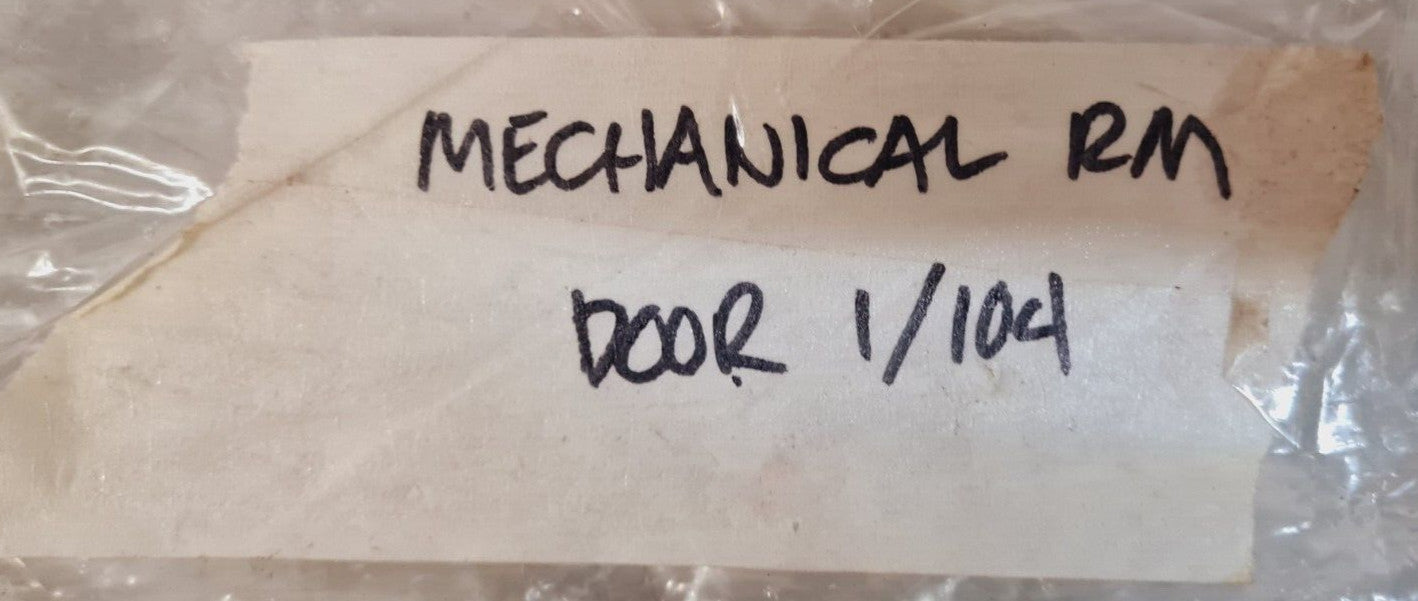 MECHANICAL RM
DOOR 1/104